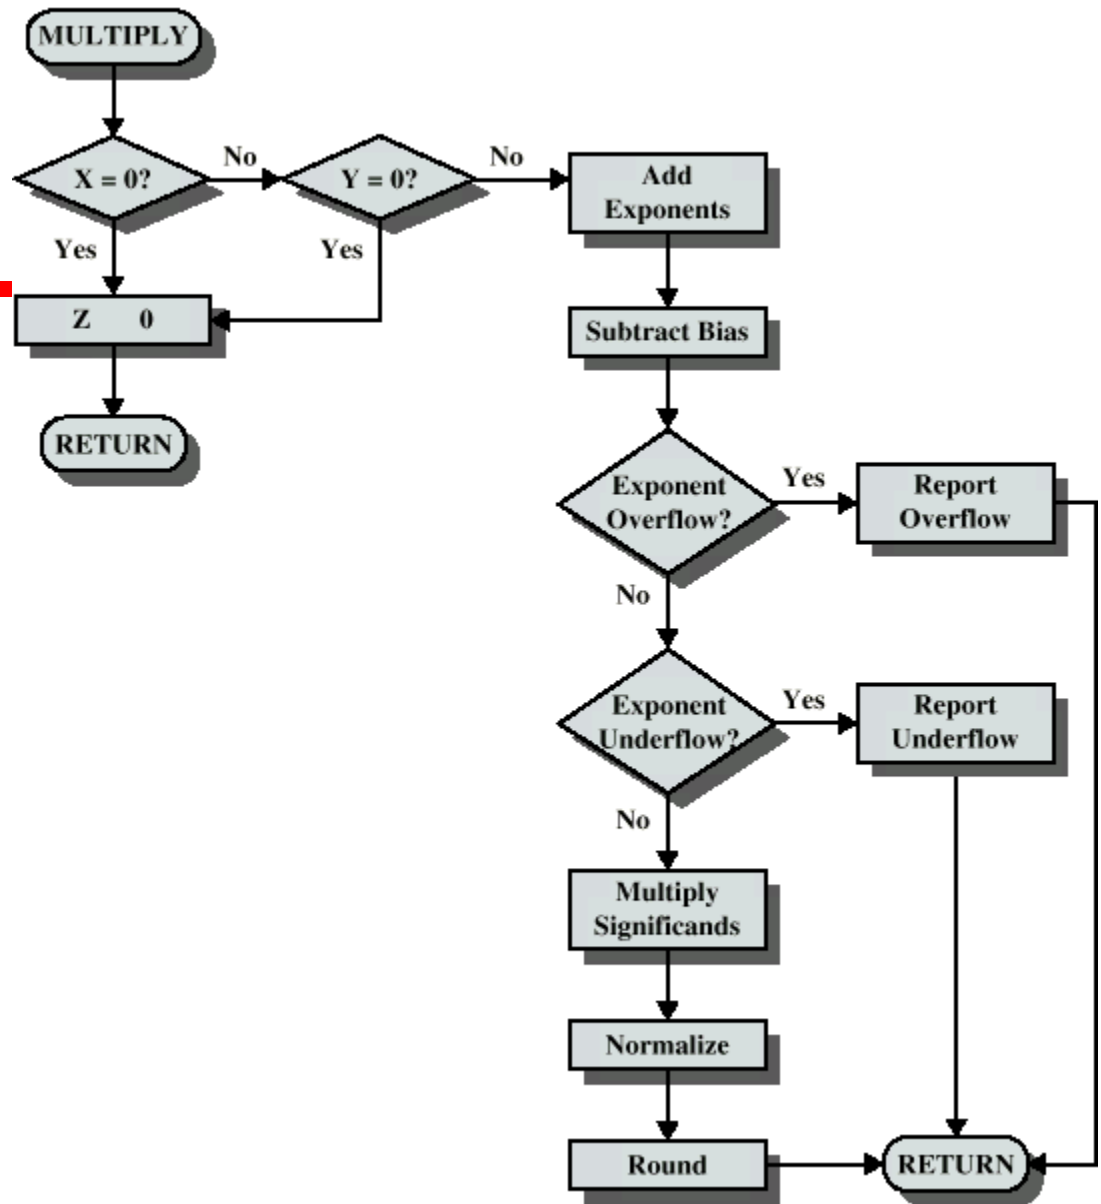 MULTIPLY
X = 0?
No
Y = 0?
No
Add
Exponents
Yes
Yes
Z 0
Subtract Bias
RETURN
Exponent
Overflow?
Yes
Report
Overflow
No
Exponent
Underflow?
Yes
Report
Underflow
No
Multiply
Significands
Normalize
Round
RETURN